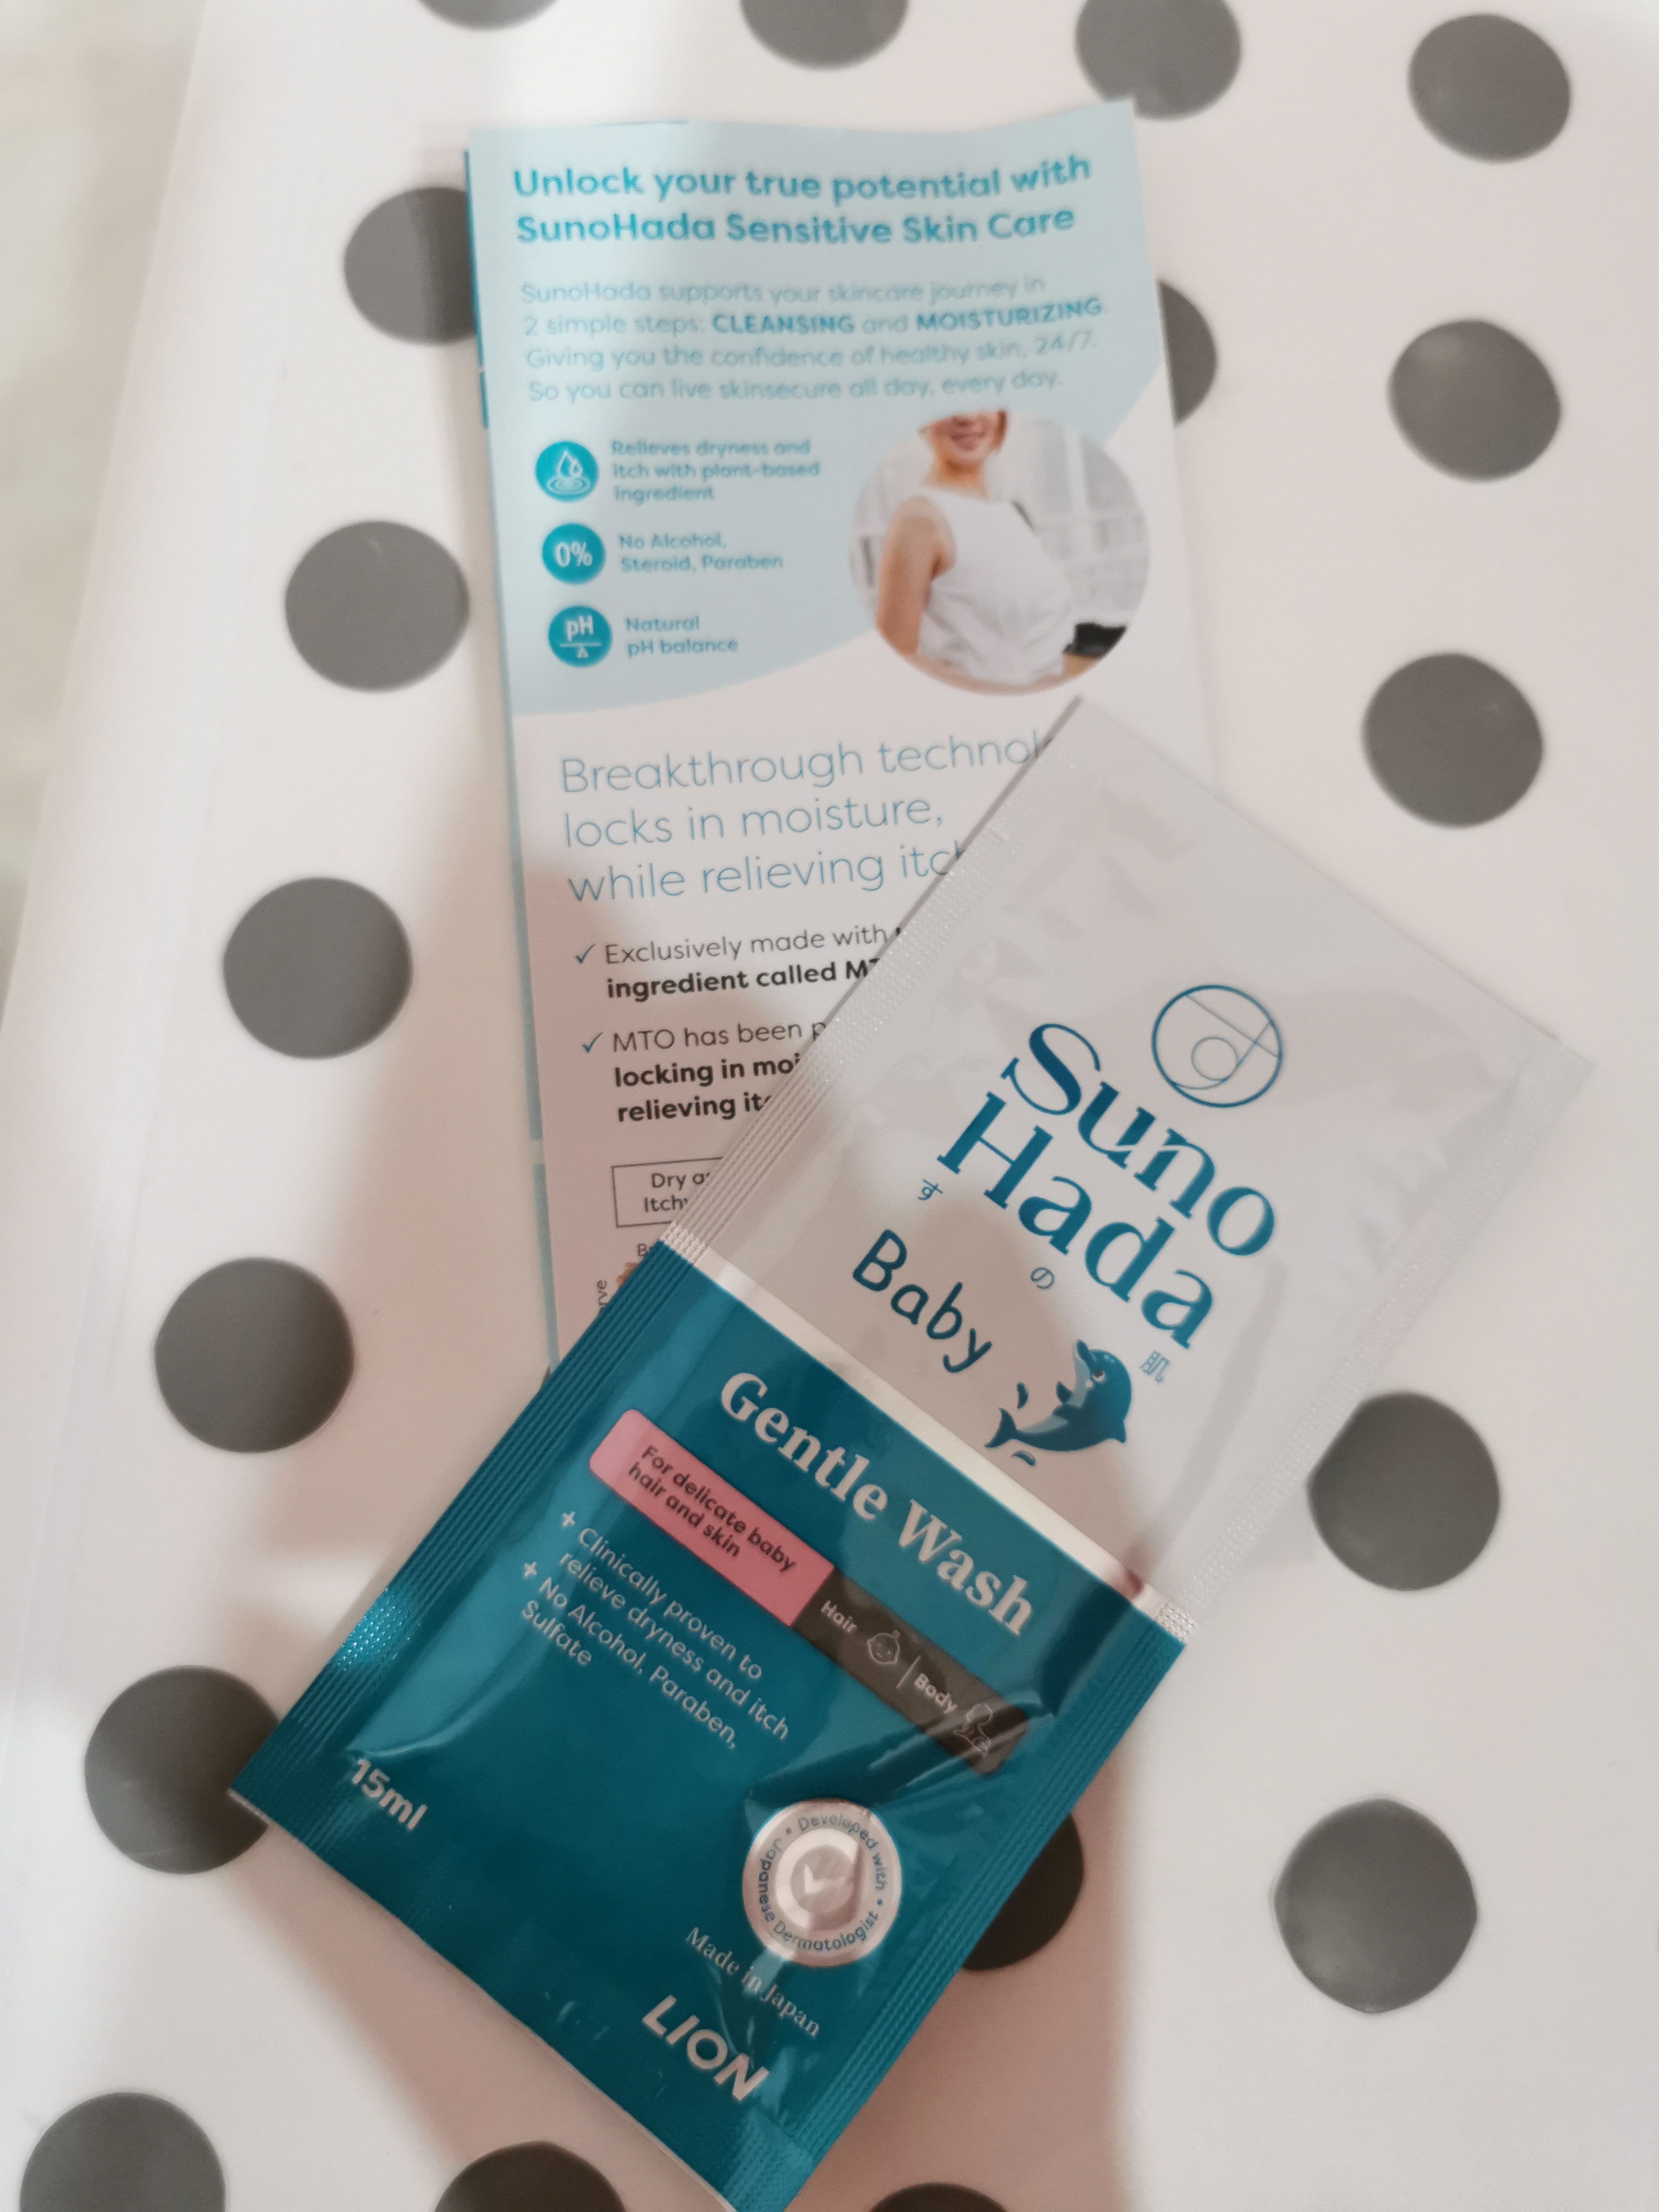 Unlock your true potential with
SunoHada Sensitive Skin Care
SunoHada supports your skincare journey in
2 simple steps: CLEANSING and MOISTURIZING.
Giving you the confidence of healthy skin, 24/7.
So you can live skinsecure all day, every day.
Relieves dryness and
itch with plant-based
ingredient
0%
No Alcohol,
Steroid, Paraben
pH
Natural
pH balance
Breakthrough
locks in moisture,
while relieving
✓ Exclusively made with
ingredient called
✓ MTO has been
locking in
relieving
Dry
Suno
Hada
す の 肌
Baby
Gentle Wash
For delicate baby
hair and skin
Hair | Body
+ Clinically proven to
relieve dryness and itch
+ No Alcohol, Paraben,
Sulfate
15ml
Developed with • Japanese Dermatologist •
Made in Japan
LION